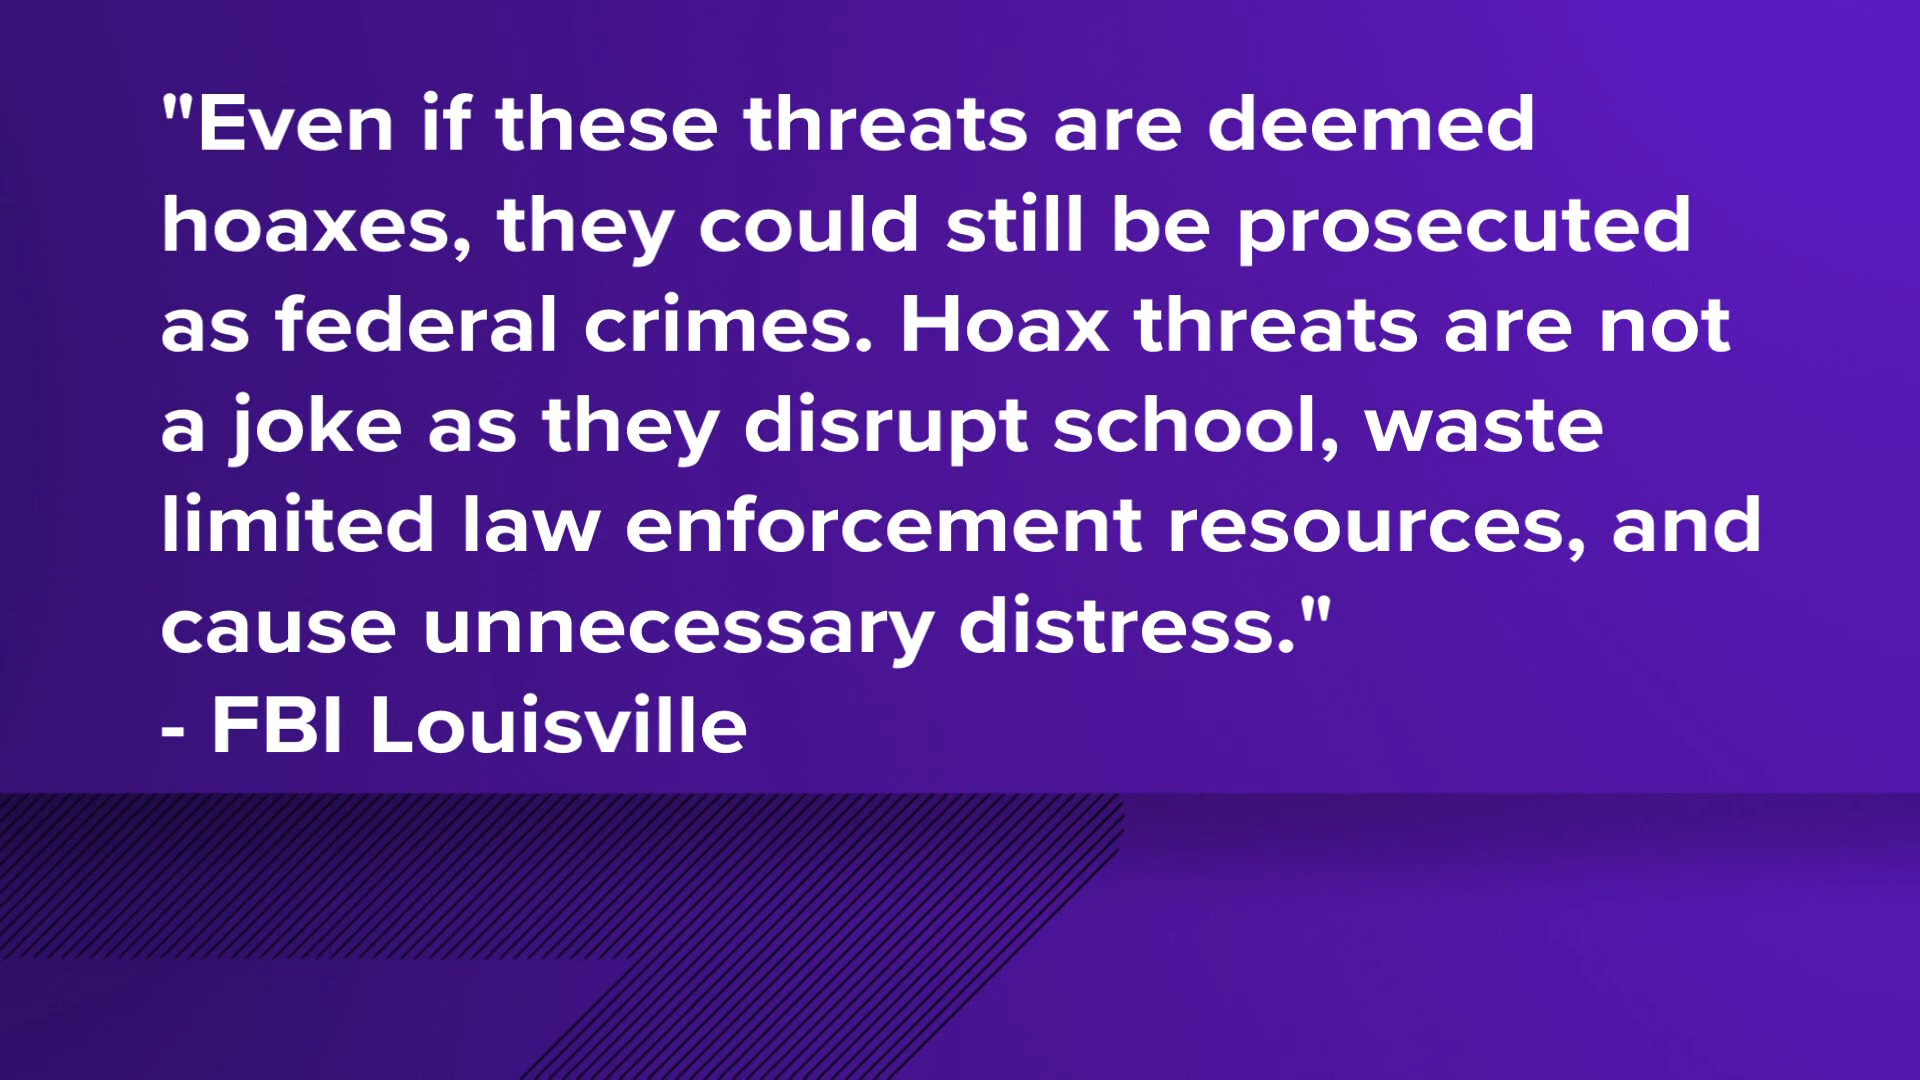 "Even if these threats are deemed
hoaxes, they could still be prosecuted
as federal crimes. Hoax threats are not
a joke as they disrupt school, waste
limited law enforcement resources, and
cause unnecessary distress."
- FBI Louisville